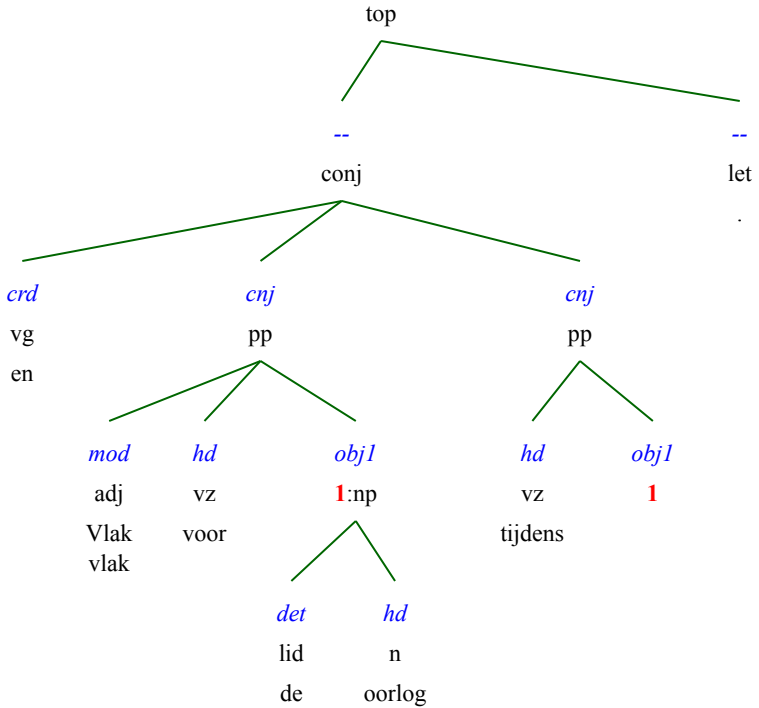 top
-- --
conj let
.
crd cnj cnj
vg pp pp
en
mod hd obj1 hd obj1
adj vz 1:np vz 1
Vlak voor tijdens
vlak
det hd
lid n
de oorlog